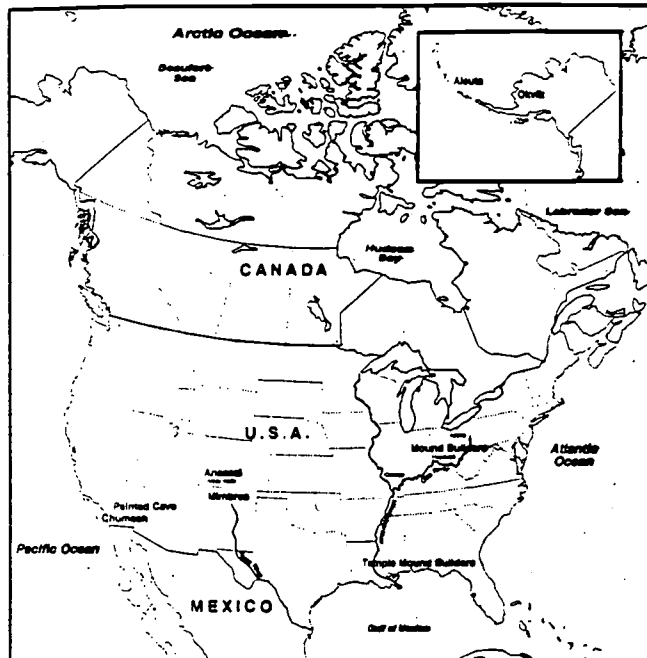 Arctic Ocean
Beaufort
Sea
Aleuts
Okvik
Labrador Sea
Hudson
Bay
CANADA
U.S.A.
Mound Builders
Atlantic
Ocean
Anasazi
Mimbres
Painted Cave
Chumash
Pacific Ocean
Temple Mound Builders
MEXICO
Gulf of Mexico